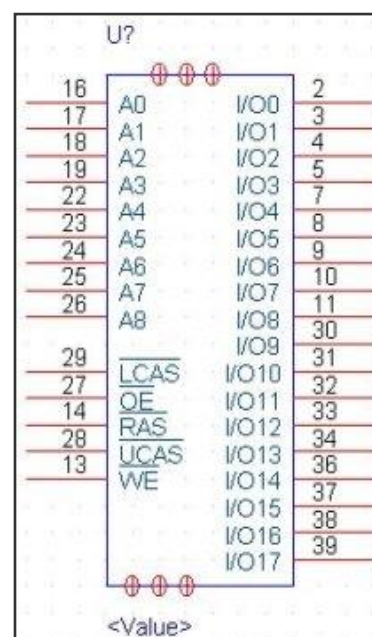 U?
16 A0 I/O0 2
17 A1 I/O1 3
18 A2 I/O2 4
19 A3 I/O3 5
22 A4 I/O4 7
23 A5 I/O5 8
24 A6 I/O6 9
25 A7 I/O7 10
26 A8 I/O8 11
I/O9 30
29 LCAS I/O10 31
27 OE I/O11 32
14 RAS I/O12 33
28 UCAS I/O13 34
13 WE I/O14 36
I/O15 37
I/O16 38
I/O17 39
<Value>